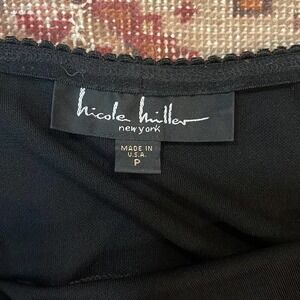 nicole miller
new york
MADE IN
U.S.A.
P